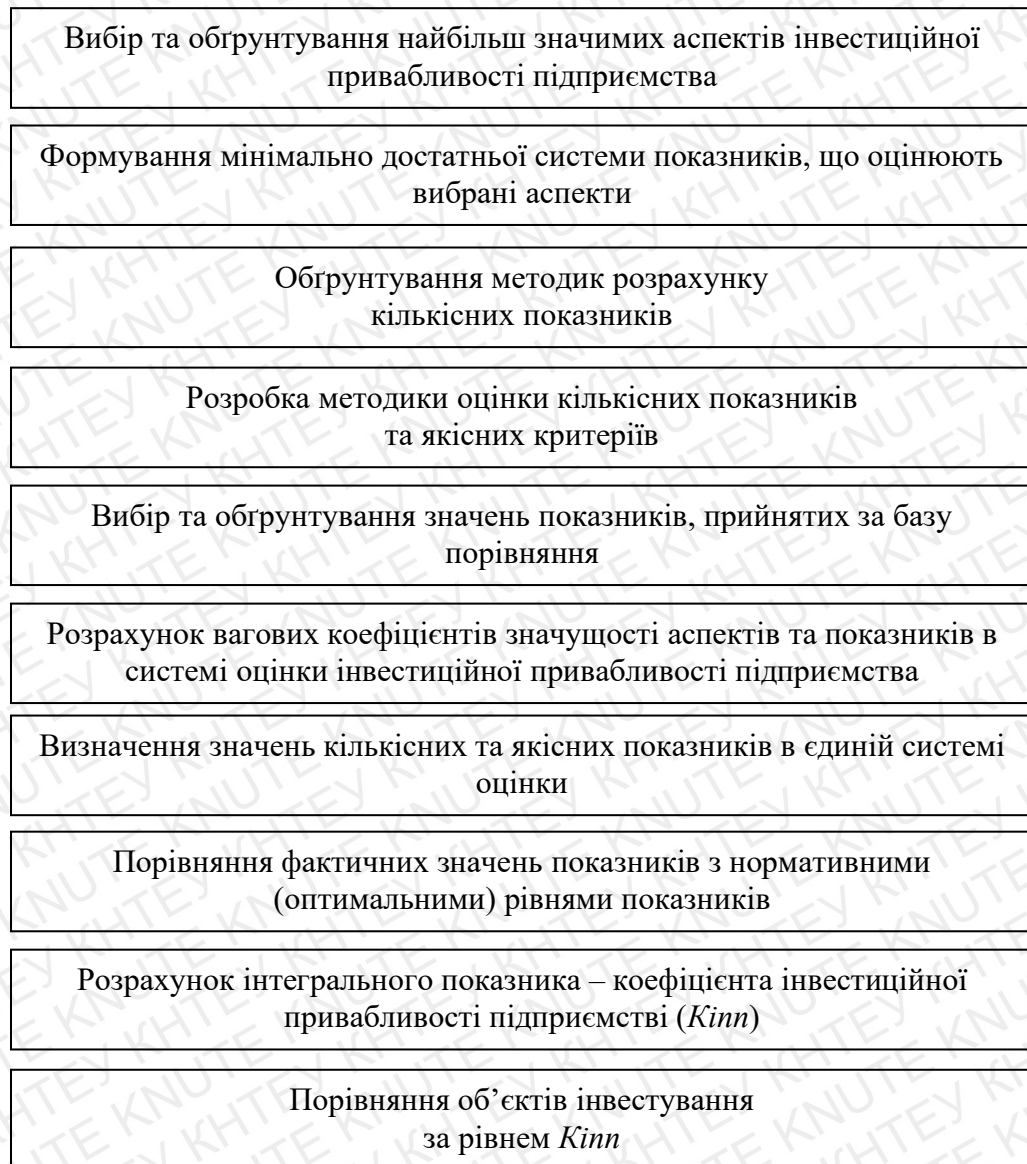 Вибір та обґрунтування найбільш значимих аспектів інвестиційної
привабливості підприємства
Формування мінімально достатньої системи показників, що оцінюють
вибрані аспекти
Обґрунтування методик розрахунку
кількісних показників
Розробка методики оцінки кількісних показників
та якісних критеріїв
Вибір та обґрунтування значень показників, прийнятих за базу
порівняння
Розрахунок вагових коефіцієнтів значущості аспектів та показників в
системі оцінки інвестиційної привабливості підприємства
Визначення значень кількісних та якісних показників в єдиній системі
оцінки
Порівняння фактичних значень показників з нормативними
(оптимальними) рівнями показників
Розрахунок інтегрального показника – коефіцієнта інвестиційної
привабливості підприємстві (Кіпп)
Порівняння об’єктів інвестування
за рівнем Кіпп